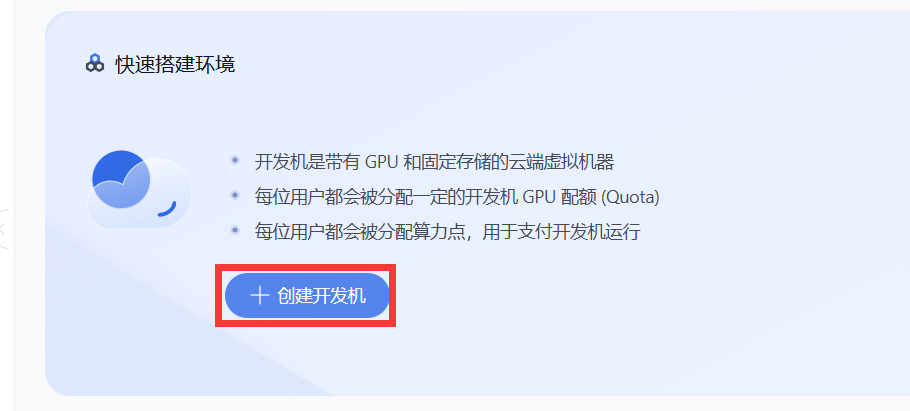 快速搭建环境
开发机是带有 GPU 和固定存储的云端虚拟机器
每位用户都会被分配一定的开发机 GPU 配额 (Quota)
每位用户都会被分配算力点，用于支付开发机运行
创建开发机